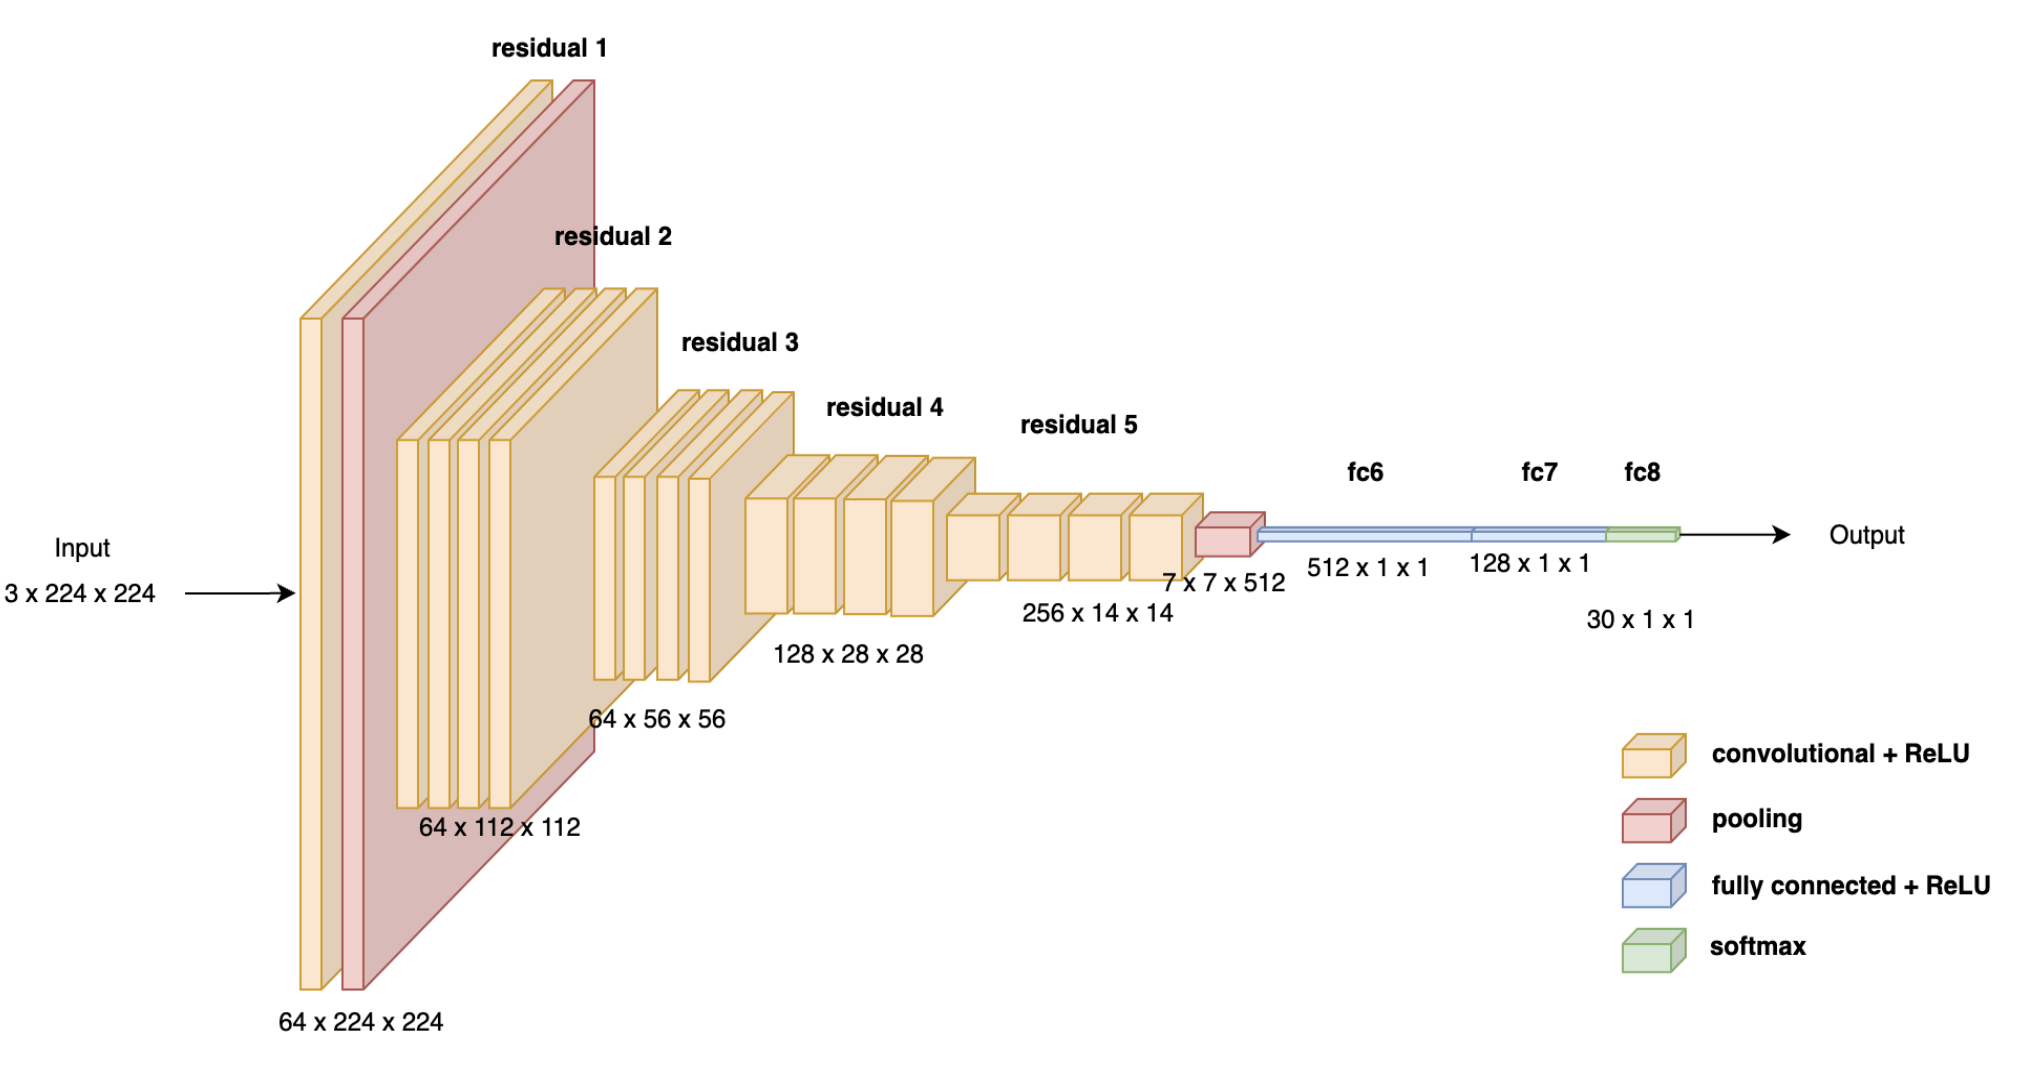 residual 1
residual 2
residual 3
residual 4
residual 5
fc6
fc7
fc8
Input
3 x 224 x 224
64 x 224 x 224
64 x 112 x 112
64 x 56 x 56
128 x 28 x 28
256 x 14 x 14
7 x 7 x 512
512 x 1 x 1
128 x 1 x 1
30 x 1 x 1
Output
convolutional + ReLU
pooling
fully connected + ReLU
softmax